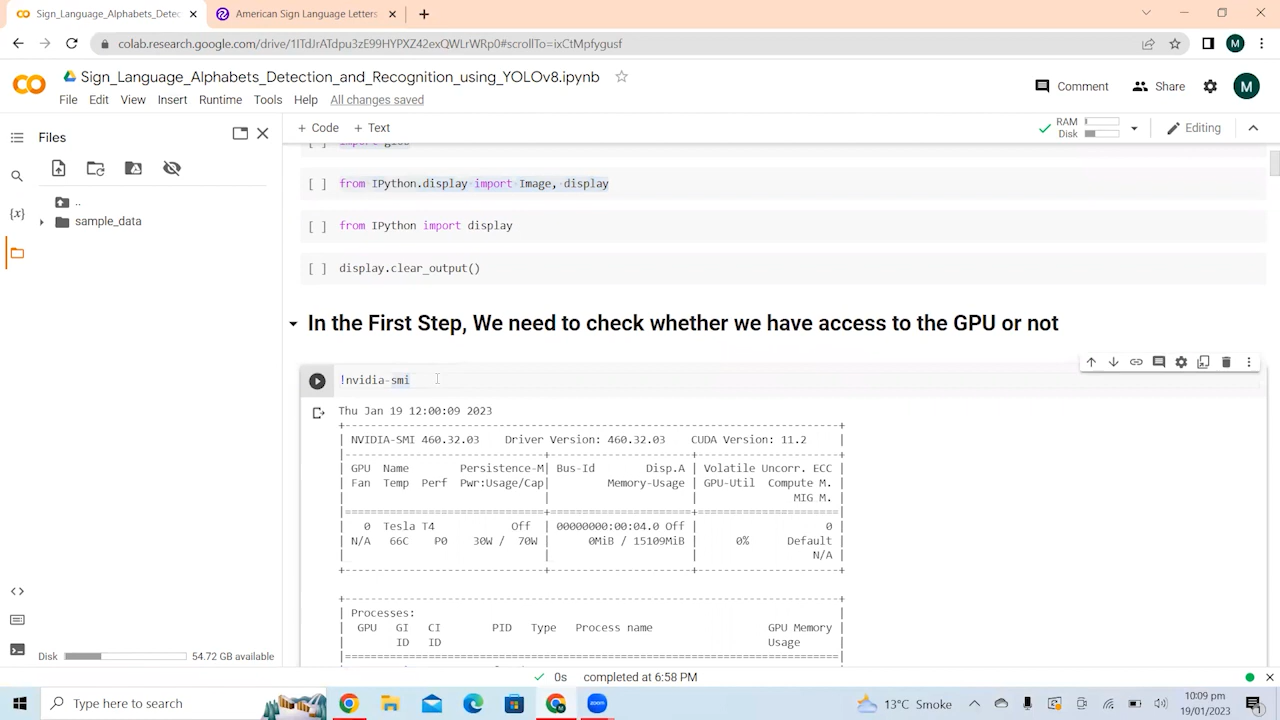 Sign_Language_Alphabets_Detec
American Sign Language Letters
colab.research.google.com/drive/1ITdJrATdpu3zE99HYPXZ42exQWLrWRp0#scrollTo=ixCtMpfygusf
Sign_Language_Alphabets_Detection_and_Recognition_using_YOLOv8.ipynb
File Edit View Insert Runtime Tools Help All changes saved
Comment Share M
Files
+ Code + Text
RAM
Disk
Editing
..
sample_data
[ ] import glob
[ ] from IPython.display import Image, display
[ ] from IPython import display
[ ] display.clear_output()
In the First Step, We need to check whether we have access to the GPU or not
!nvidia-smi
Thu Jan 19 12:00:09 2023
+-----------------------------------------------------------------------------+
| NVIDIA-SMI 460.32.03    Driver Version: 460.32.03    CUDA Version: 11.2     |
|-------------------------------+----------------------+----------------------+
| GPU  Name        Persistence-M| Bus-Id        Disp.A | Volatile Uncorr. ECC |
| Fan  Temp  Perf  Pwr:Usage/Cap|         Memory-Usage | GPU-Util  Compute M. |
|                               |                      |               MIG M. |
|===============================+======================+======================|
|   0  Tesla T4            Off  | 00000000:00:04.0 Off |                    0 |
| N/A   66C    P0    30W /  70W |      0MiB / 15109MiB |      0%      Default |
|                               |                      |                  N/A |
+-------------------------------+----------------------+----------------------+
+-----------------------------------------------------------------------------+
| Processes:                                                                  |
|  GPU   GI   CI        PID   Type   Process name                  GPU Memory |
|        ID   ID                                                   Usage      |
|=============================================================================|
Disk 54.72 GB available
0s completed at 6:58 PM
Type here to search
13°C Smoke
10:09 pm
19/01/2023